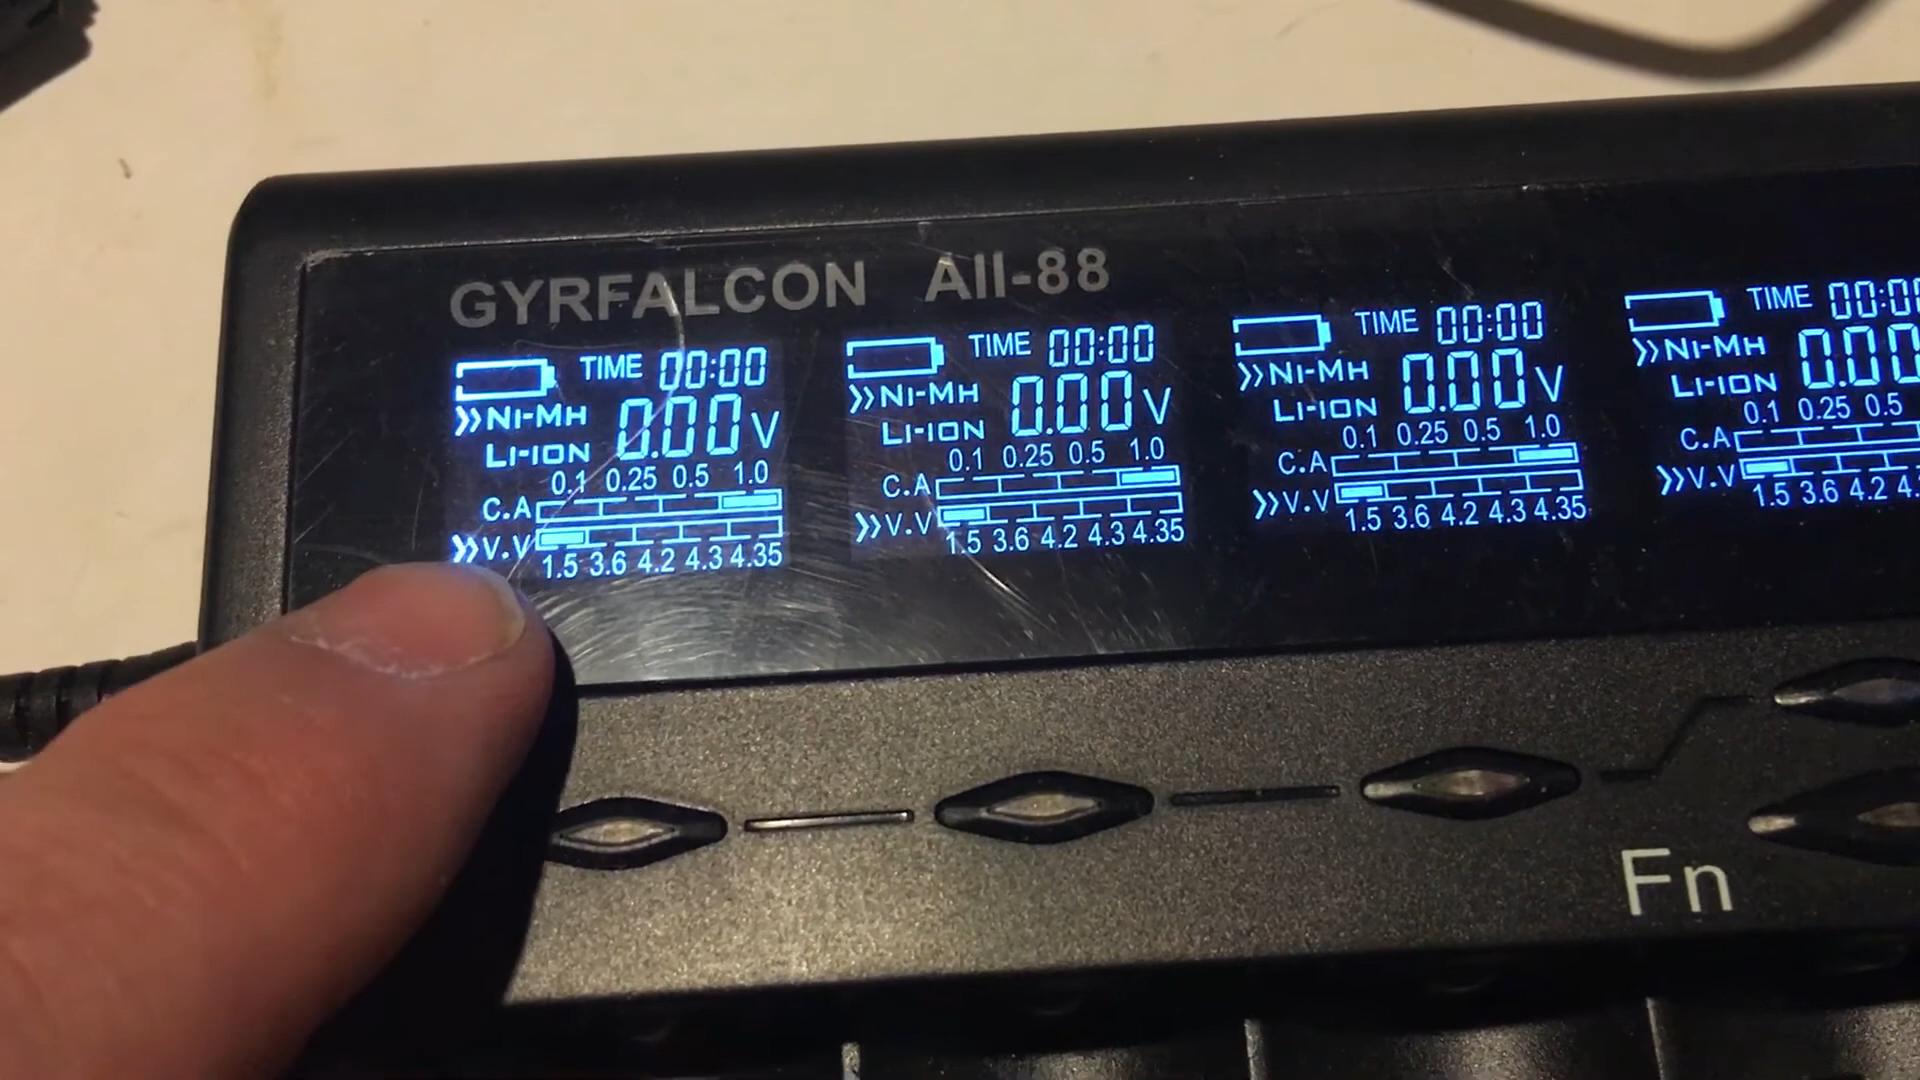 GYRFALCON All-88
TIME 00:00
»Ni-MH
0.00V
Li-ION
0.1 0.25 0.5 1.0
C.A
»V.V
1.5 3.6 4.2 4.3 4.35
TIME 00:00
»Ni-MH
0.00V
Li-ION
0.1 0.25 0.5 1.0
C.A
»V.V
1.5 3.6 4.2 4.3 4.35
TIME 00:00
»Ni-MH
0.00V
Li-ION
0.1 0.25 0.5 1.0
C.A
»V.V
1.5 3.6 4.2 4.3 4.35
TIME 00:00
»Ni-MH
0.00
Li-ION
0.1 0.25 0.5
C.A
»V.V
1.5 3.6 4.2
Fn